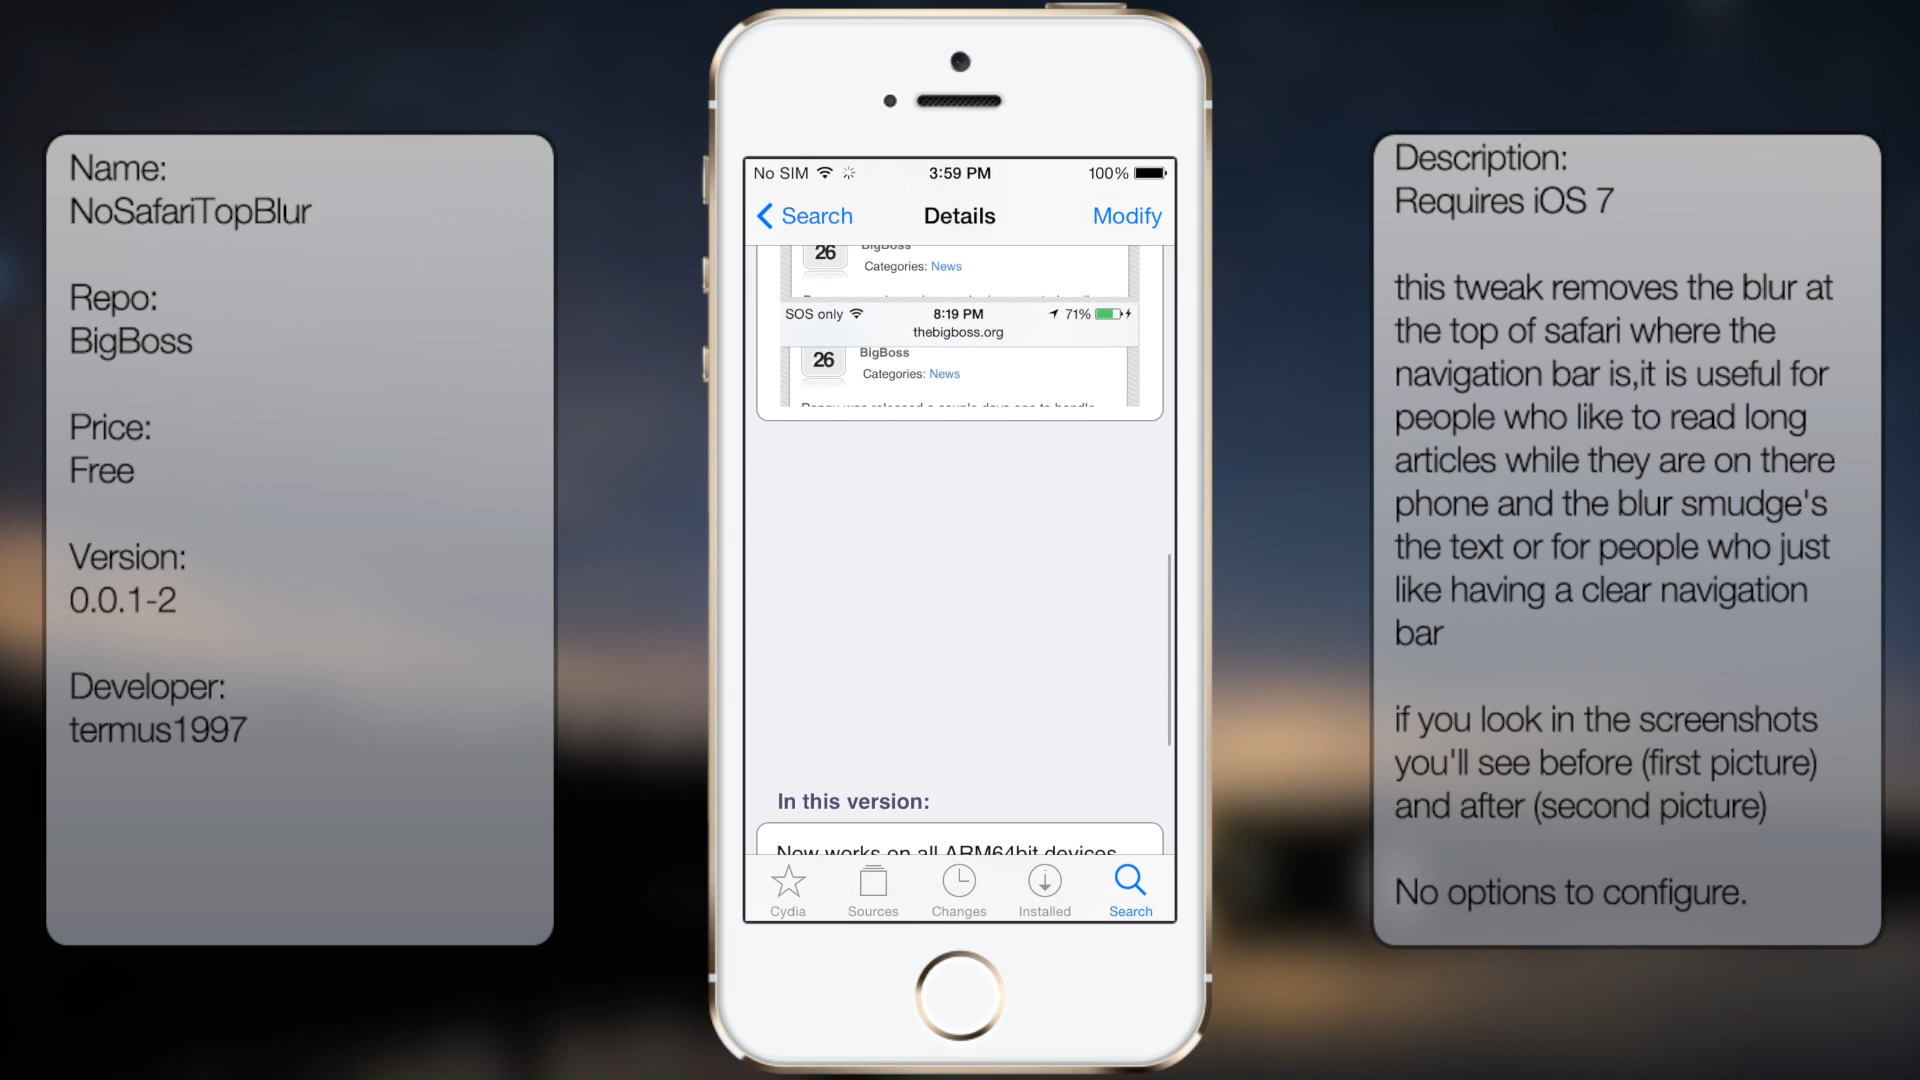 Name:
NoSafariTopBlur
Repo:
BigBoss
Price:
Free
Version:
0.0.1-2
Developer:
termus1997
No SIM 3:59 PM 100%
Search Details Modify
26 BigBoss
Categories: News
SOS only 8:19 PM 71%
thebigboss.org
26 BigBoss
Categories: News
In this version:
Now works on all ARM64bit devices
Cydia Sources Changes Installed Search
Description:
Requires iOS 7
this tweak removes the blur at
the top of safari where the
navigation bar is,it is useful for
people who like to read long
articles while they are on there
phone and the blur smudge's
the text or for people who just
like having a clear navigation
bar
if you look in the screenshots
you'll see before (first picture)
and after (second picture)
No options to configure.